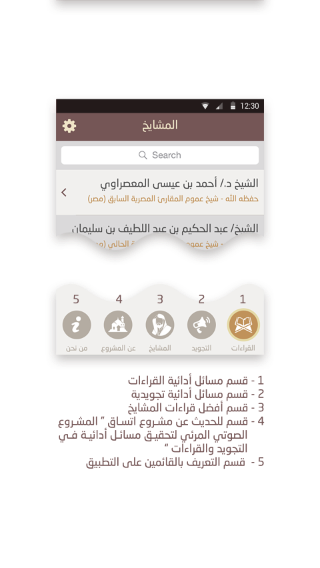 12:30
المشايخ
Search
الشيخ د./ أحمد بن عيسى المعصراوي
حفظه الله - شيخ عموم المقارئ المصرية السابق (مصر)
الشيخ/ عبد الحكيم بن عبد اللطيف بن سليمان
- شيخ عموم
الحالي (م
5 4 3 2 1
القراءات التجويد المشايخ عن المشروع من نحن
1 - قسم مسائل أدائية القراءات
2 - قسم مسائل أدائية تجويدية
3 - قسم أفضل قراءات المشايخ
4 - قسم للحديث عن مشروع اتساق " المشروع
الصوتي المرئي لتحقيق مسائل أدائية في
التجويد والقراءات "
5 - قسم التعريف بالقائمين على التطبيق